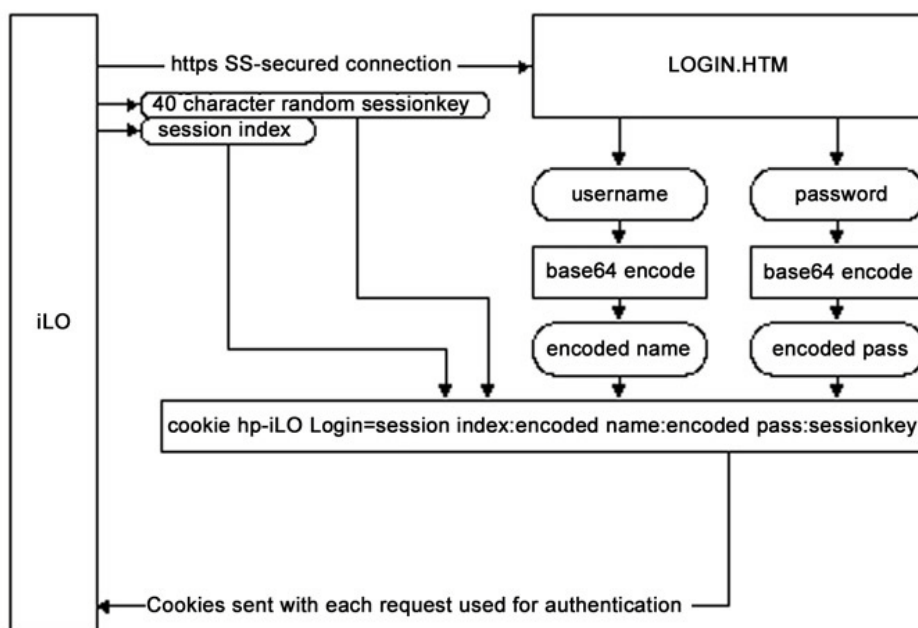 iLO
https SS-secured connection
LOGIN.HTM
40 character random sessionkey
session index
username
password
base64 encode
base64 encode
encoded name
encoded pass
cookie hp-iLO Login=session index:encoded name:encoded pass:sessionkey
Cookies sent with each request used for authentication